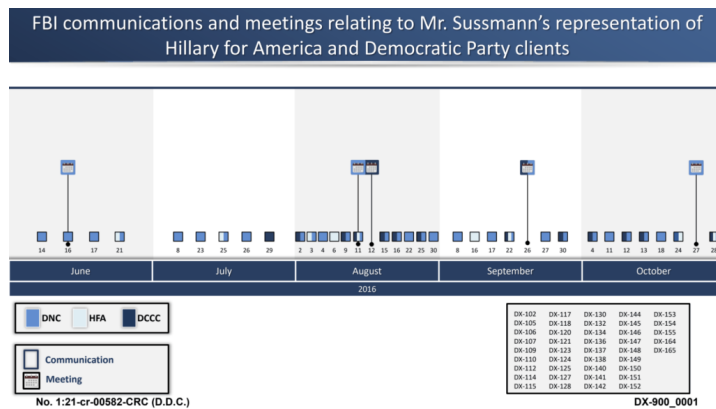 FBI communications and meetings relating to Mr. Sussmann's representation of
Hillary for America and Democratic Party clients
14 16 17 21 8 23 25 26 29 2 3 4 6 9 11 12 15 16 22 25 30 8 16 17 22 26 27 30 4 11 12 13 18 24 27 28
June July August September October
2016
DNC HFA DCCC
Communication
Meeting
DX-102 DX-117 DX-130 DX-144 DX-153
DX-105 DX-118 DX-132 DX-145 DX-154
DX-106 DX-120 DX-134 DX-146 DX-155
DX-107 DX-121 DX-136 DX-147 DX-164
DX-109 DX-123 DX-137 DX-148 DX-165
DX-110 DX-124 DX-138 DX-149
DX-112 DX-125 DX-140 DX-150
DX-114 DX-127 DX-141 DX-151
DX-115 DX-128 DX-142 DX-152
No. 1:21-cr-00582-CRC (D.D.C.)
DX-900_0001